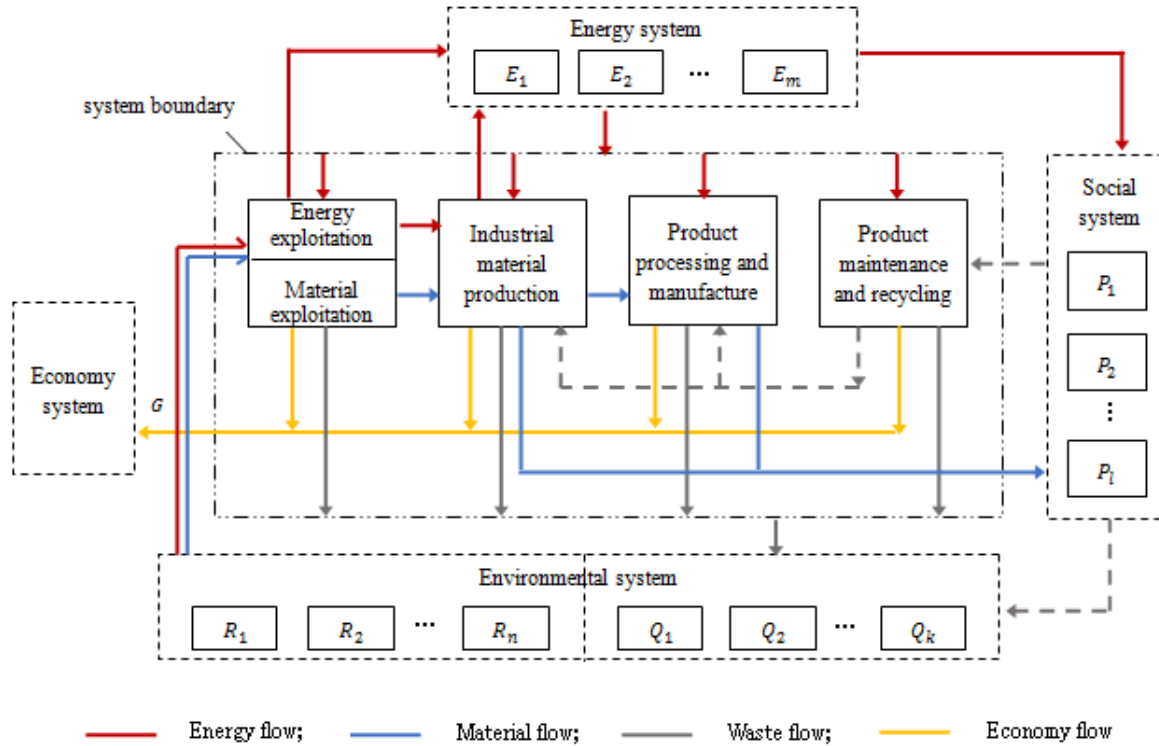 Energy system
E₁ E₂ ··· Eₘ
system boundary
Energy
exploitation
Material
exploitation
Industrial
material
production
Product
processing and
manufacture
Product
maintenance
and recycling
Social
system
P₁
P₂
⋮
Pₗ
Economy
system
G
Environmental system
R₁ R₂ ··· Rₙ
Q₁ Q₂ ··· Qₖ
Energy flow; Material flow; Waste flow; Economy flow